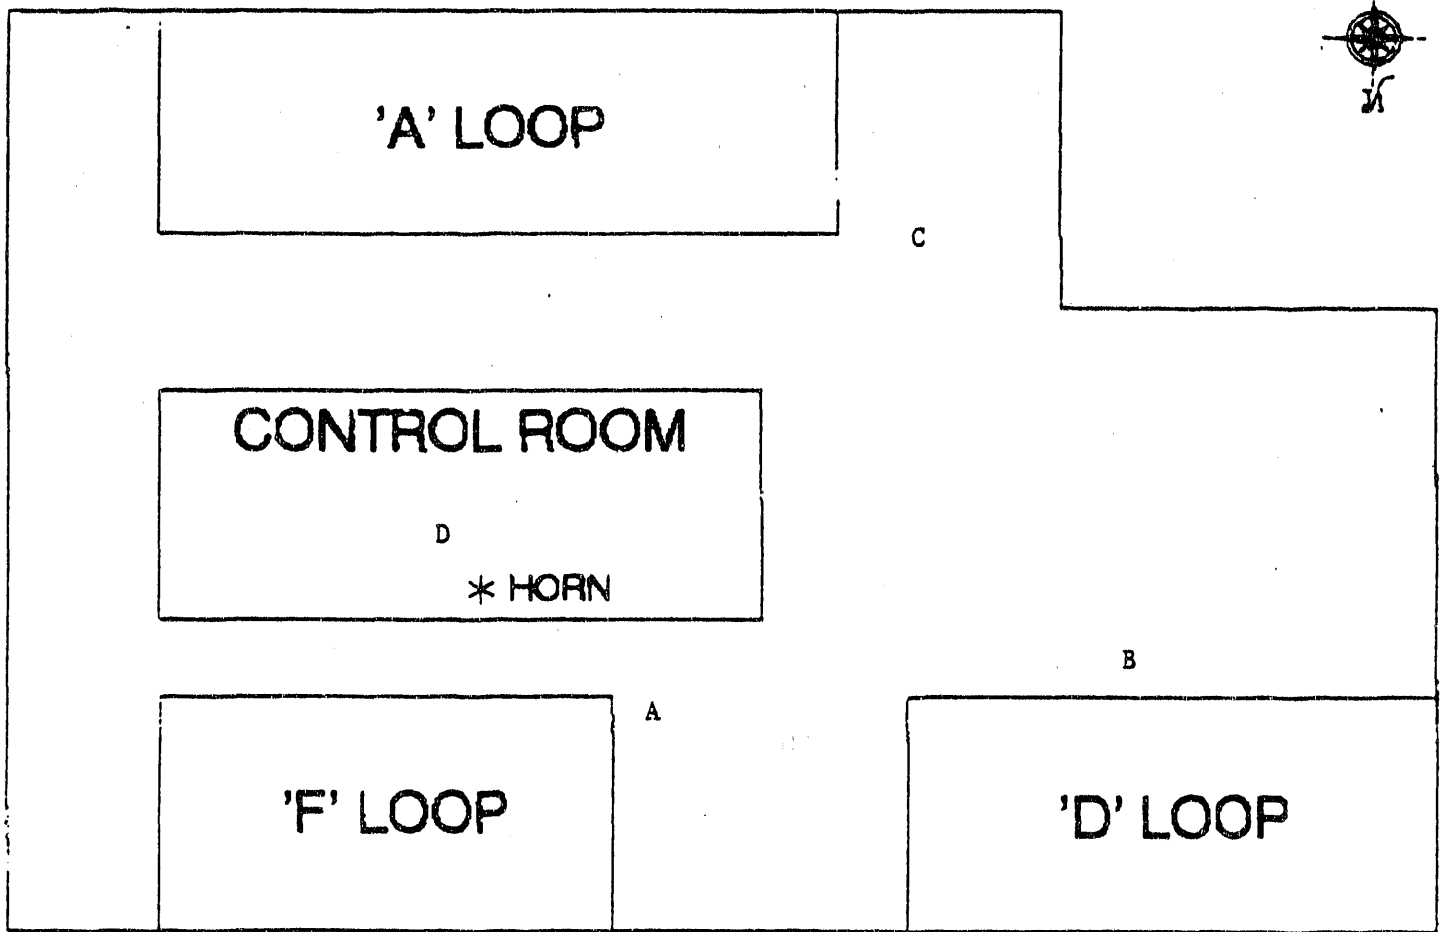 'A' LOOP
C
CONTROL ROOM
D
* HORN
B
A
'F' LOOP
'D' LOOP